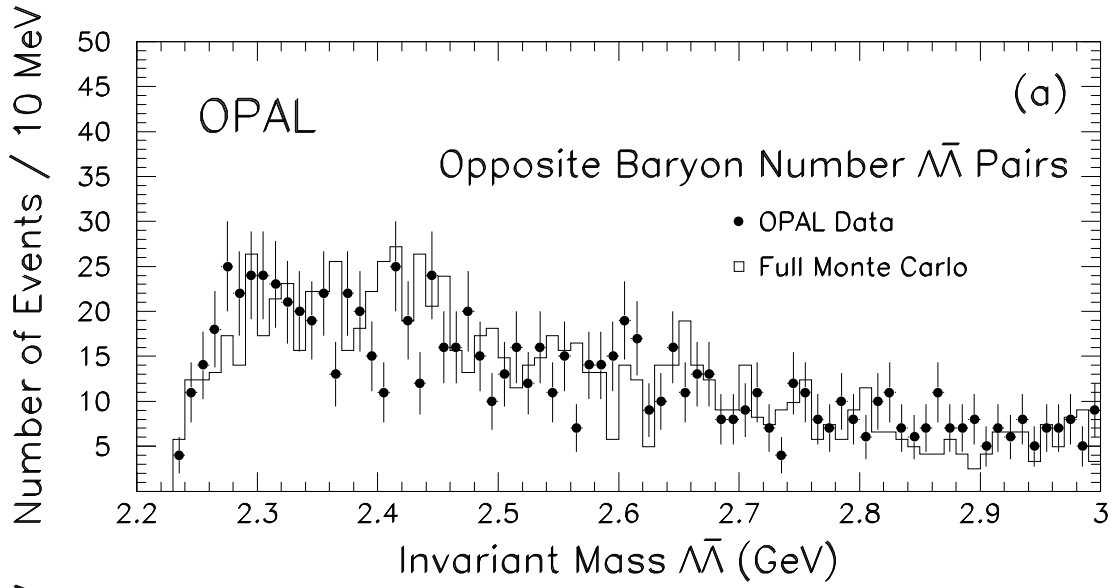 Number of Events / 10 MeV
50
45
40
35
30
25
20
15
10
5
OPAL
(a)
Opposite Baryon Number ΛΛ̅ Pairs
OPAL Data
Full Monte Carlo
2.2 2.3 2.4 2.5 2.6 2.7 2.8 2.9 3
Invariant Mass ΛΛ̅ (GeV)